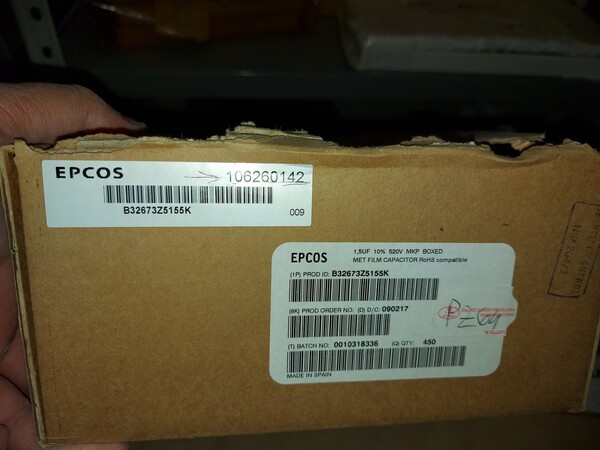 EPCOS
106260142
B32673Z5155K
009
EPCOS
1,5UF 10% 520V MKP BOXED
MET FILM CAPACITOR RoHS compatible
(1P) PROD ID: B32673Z5155K
(9K) PROD.ORDER NO: (D) D/C: 090217
(T) BATCH NO: 0010318336 (Q) QTY: 450
MADE IN SPAIN